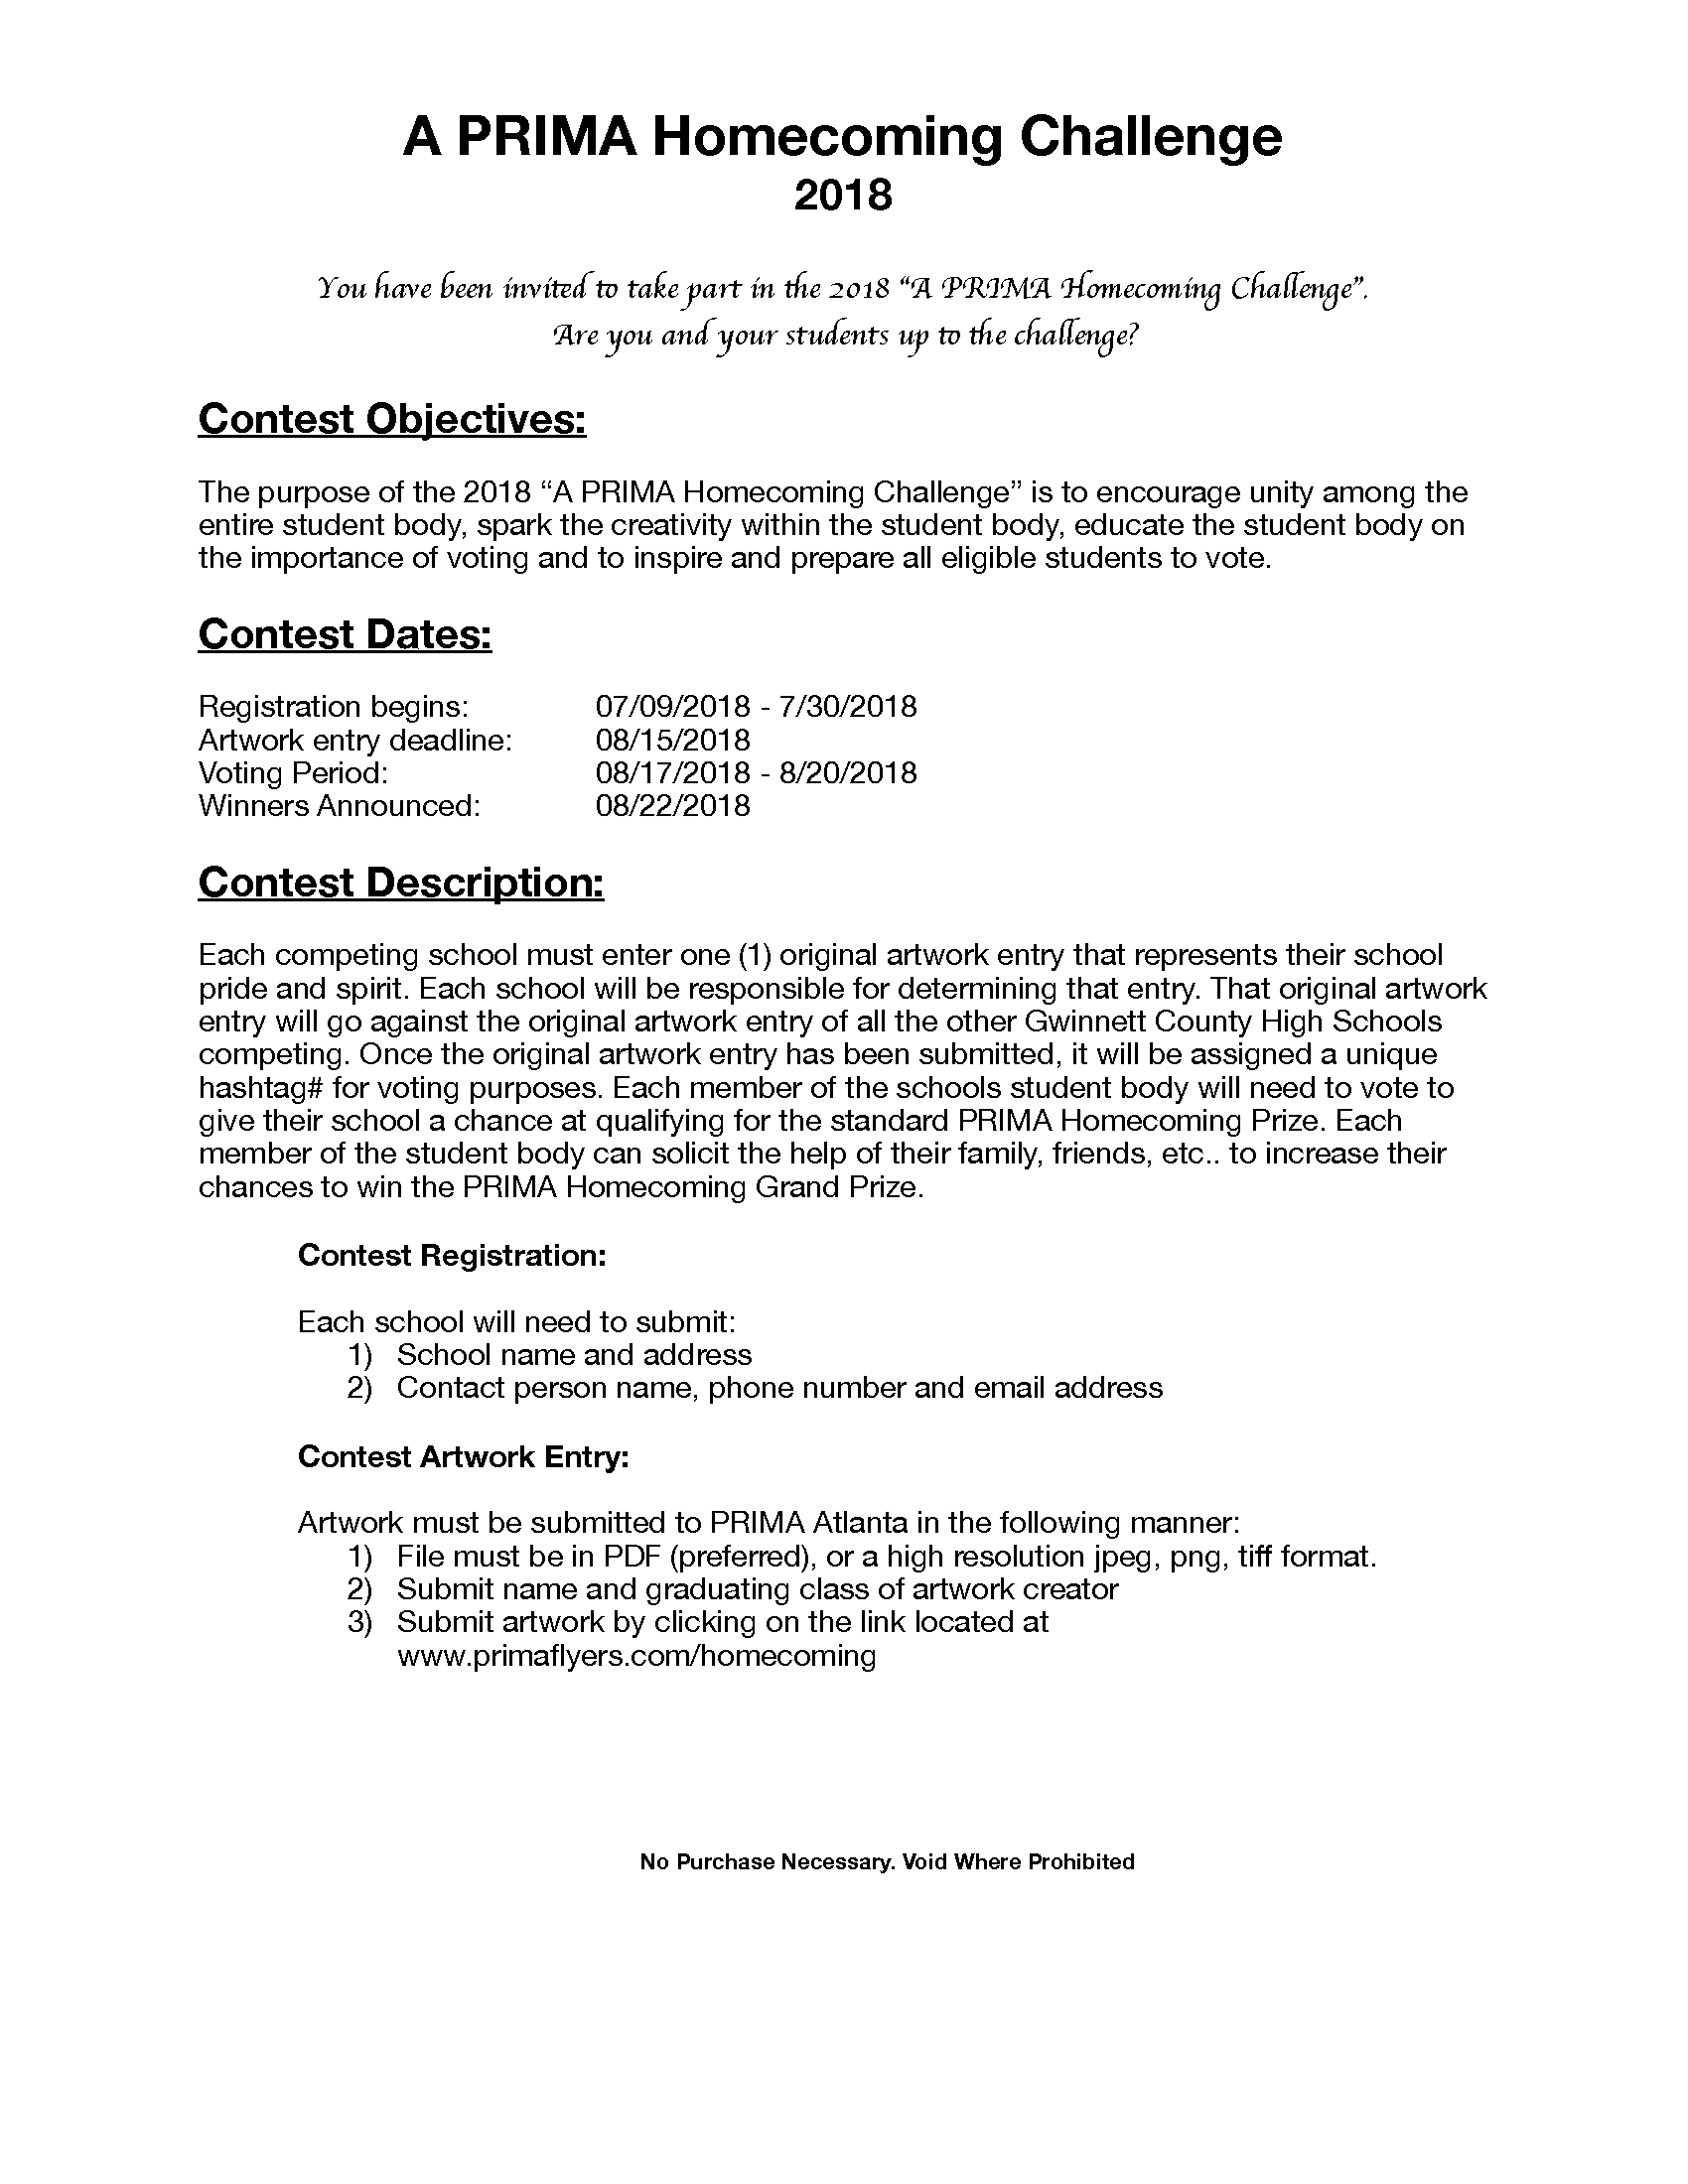 A PRIMA Homecoming Challenge
2018
You have been invited to take part in the 2018 “A PRIMA Homecoming Challenge”.
Are you and your students up to the challenge?
Contest Objectives:
The purpose of the 2018 “A PRIMA Homecoming Challenge” is to encourage unity among the
entire student body, spark the creativity within the student body, educate the student body on
the importance of voting and to inspire and prepare all eligible students to vote.
Contest Dates:
Registration begins: 07/09/2018 - 7/30/2018
Artwork entry deadline: 08/15/2018
Voting Period: 08/17/2018 - 8/20/2018
Winners Announced: 08/22/2018
Contest Description:
Each competing school must enter one (1) original artwork entry that represents their school
pride and spirit. Each school will be responsible for determining that entry. That original artwork
entry will go against the original artwork entry of all the other Gwinnett County High Schools
competing. Once the original artwork entry has been submitted, it will be assigned a unique
hashtag# for voting purposes. Each member of the schools student body will need to vote to
give their school a chance at qualifying for the standard PRIMA Homecoming Prize. Each
member of the student body can solicit the help of their family, friends, etc.. to increase their
chances to win the PRIMA Homecoming Grand Prize.
Contest Registration:
Each school will need to submit:
1) School name and address
2) Contact person name, phone number and email address
Contest Artwork Entry:
Artwork must be submitted to PRIMA Atlanta in the following manner:
1) File must be in PDF (preferred), or a high resolution jpeg, png, tiff format.
2) Submit name and graduating class of artwork creator
3) Submit artwork by clicking on the link located at
www.primaflyers.com/homecoming
No Purchase Necessary. Void Where Prohibited